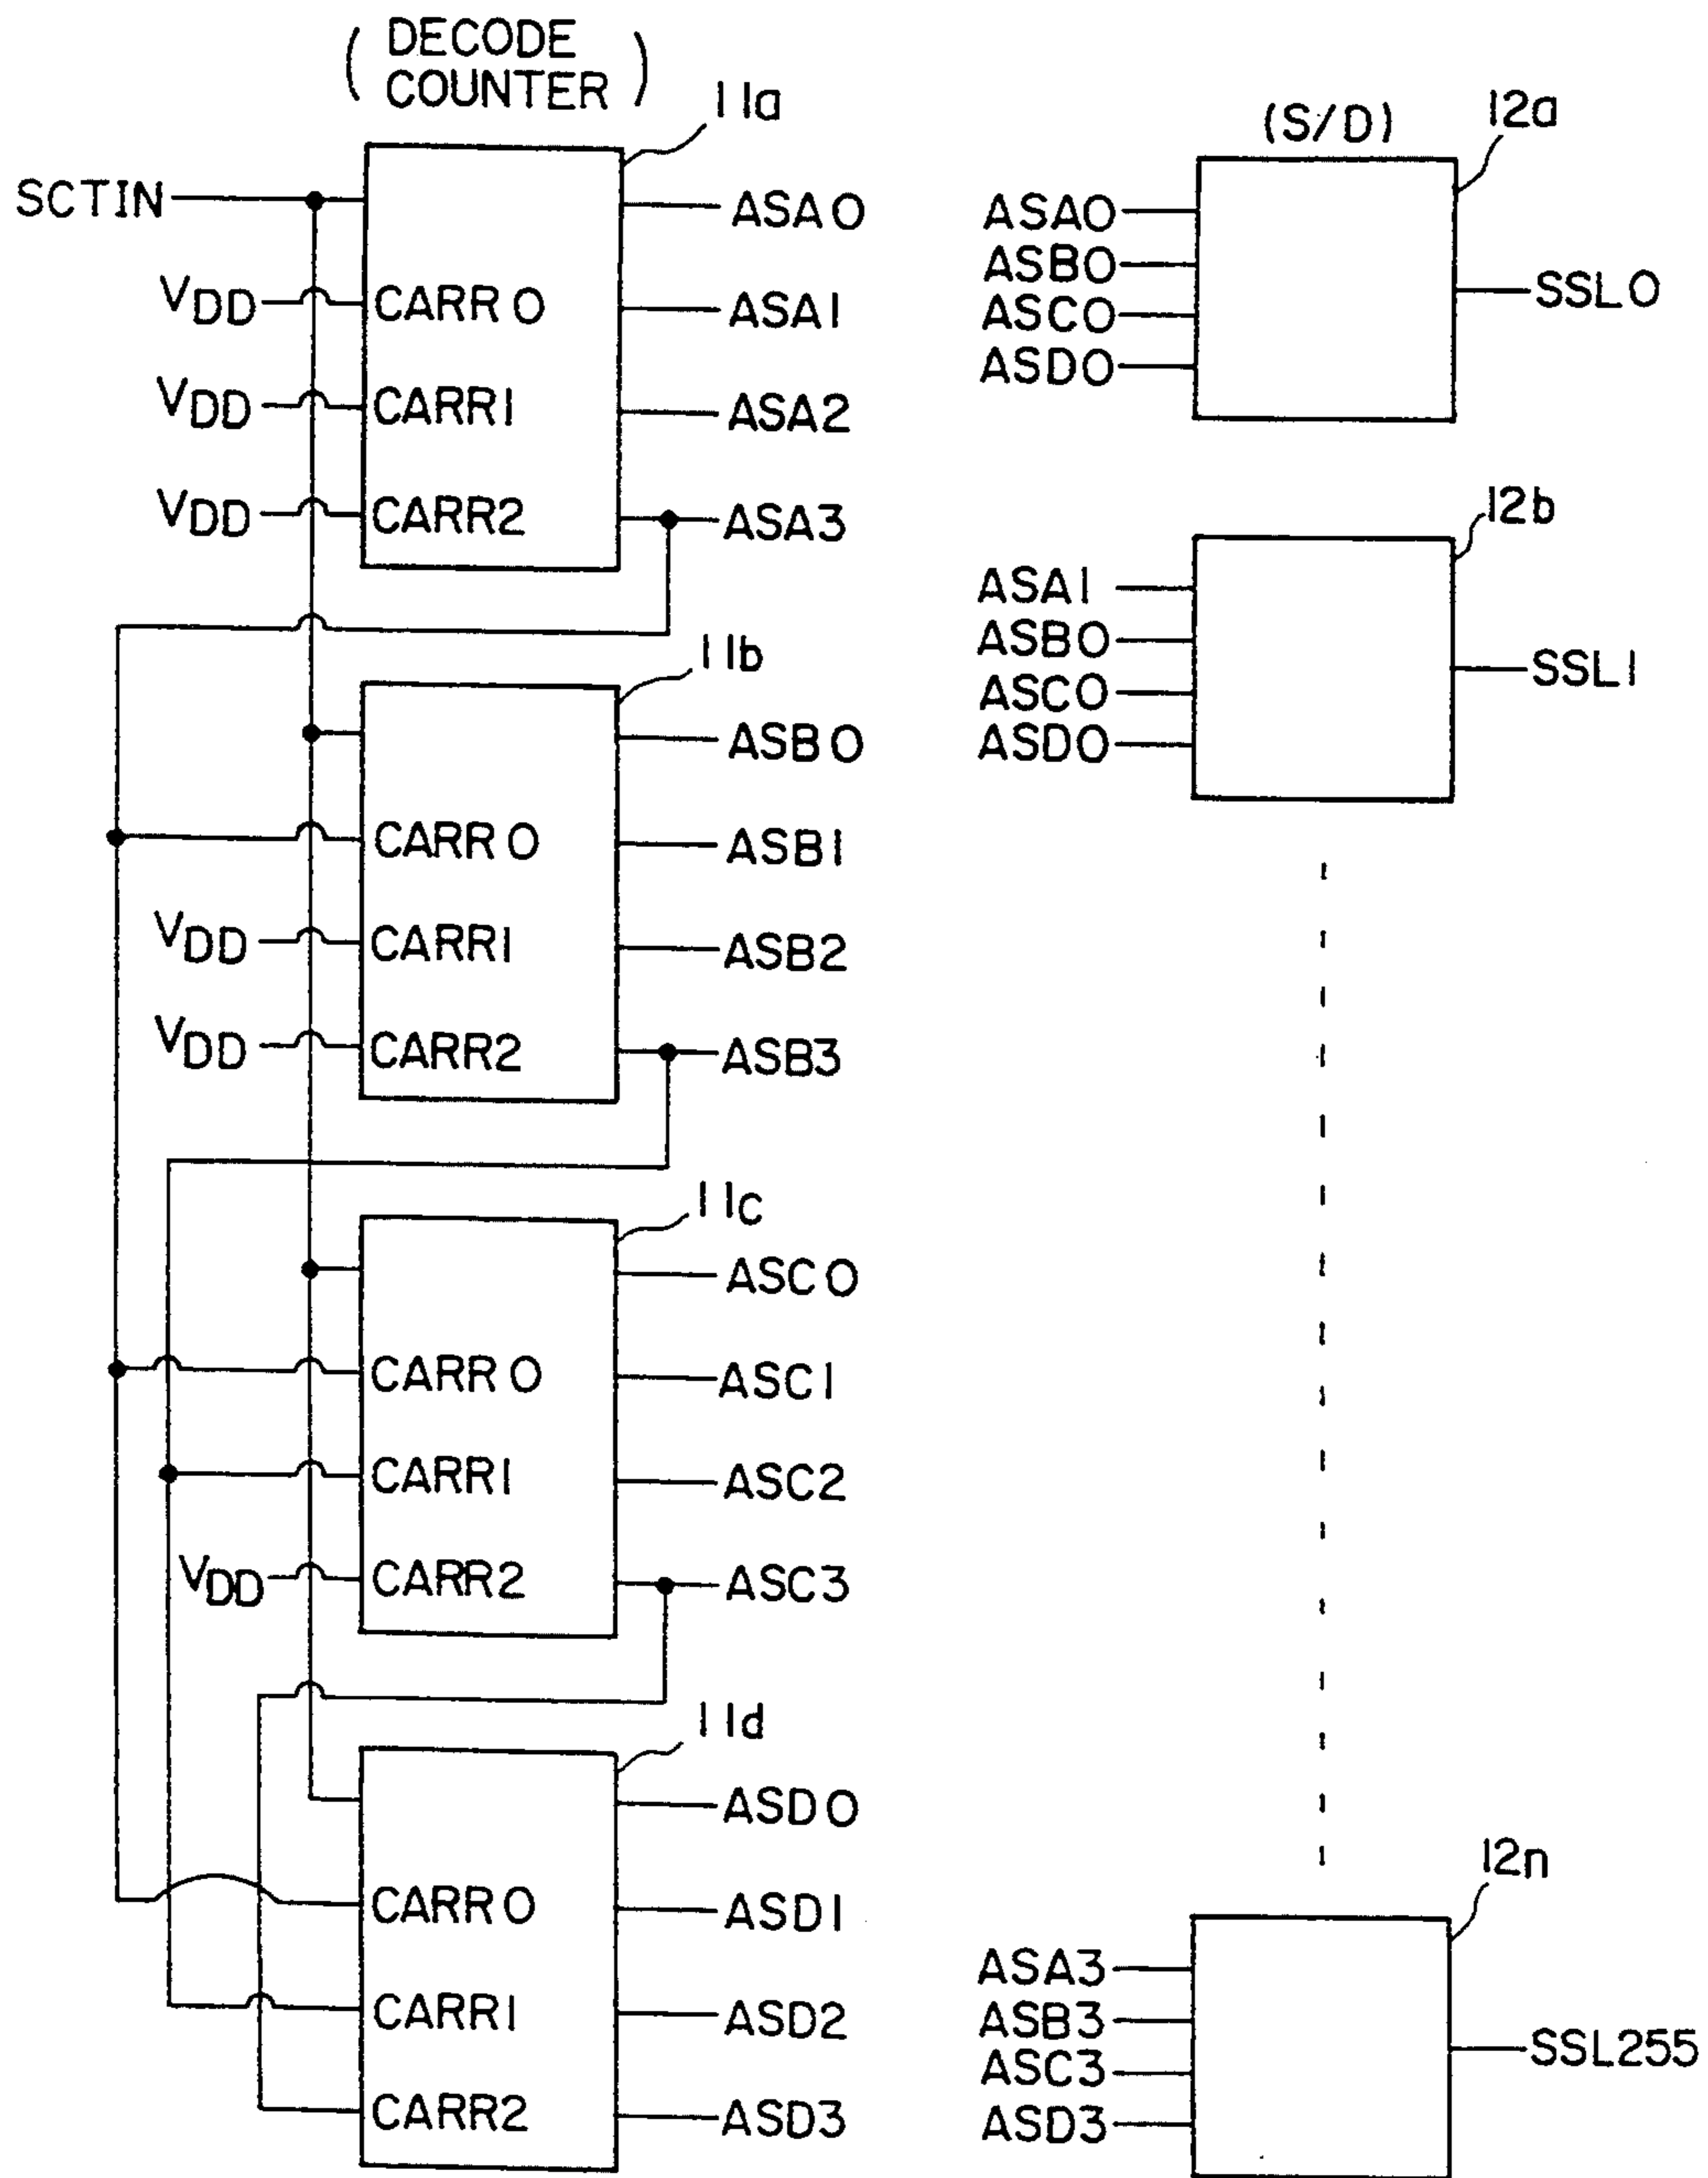 ( DECODE
COUNTER )
11a
SCTIN
VDD
CARR0
VDD
CARR1
VDD
CARR2
ASA0
ASA1
ASA2
ASA3
11b
CARR0
VDD
CARR1
VDD
CARR2
ASB0
ASB1
ASB2
ASB3
11c
CARR0
CARR1
VDD
CARR2
ASC0
ASC1
ASC2
ASC3
11d
CARR0
CARR1
CARR2
ASD0
ASD1
ASD2
ASD3
(S/D)
12a
ASA0
ASB0
ASC0
ASD0
SSL0
12b
ASA1
ASB0
ASC0
ASD0
SSL1
12n
ASA3
ASB3
ASC3
ASD3
SSL255